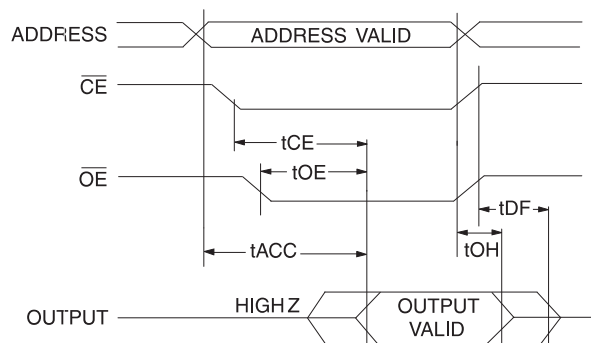 ADDRESS
ADDRESS VALID
CE
tCE
OE
tOE
tDF
tACC
tOH
OUTPUT
HIGH Z
OUTPUT
VALID